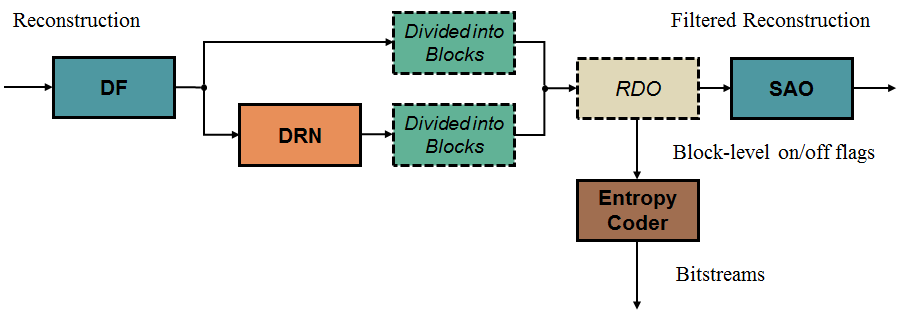 Reconstruction
Filtered Reconstruction
Divided into
Blocks
DF
RDO
SAO
DRN
Divided into
Blocks
Block-level on/off flags
Entropy
Coder
Bitstreams